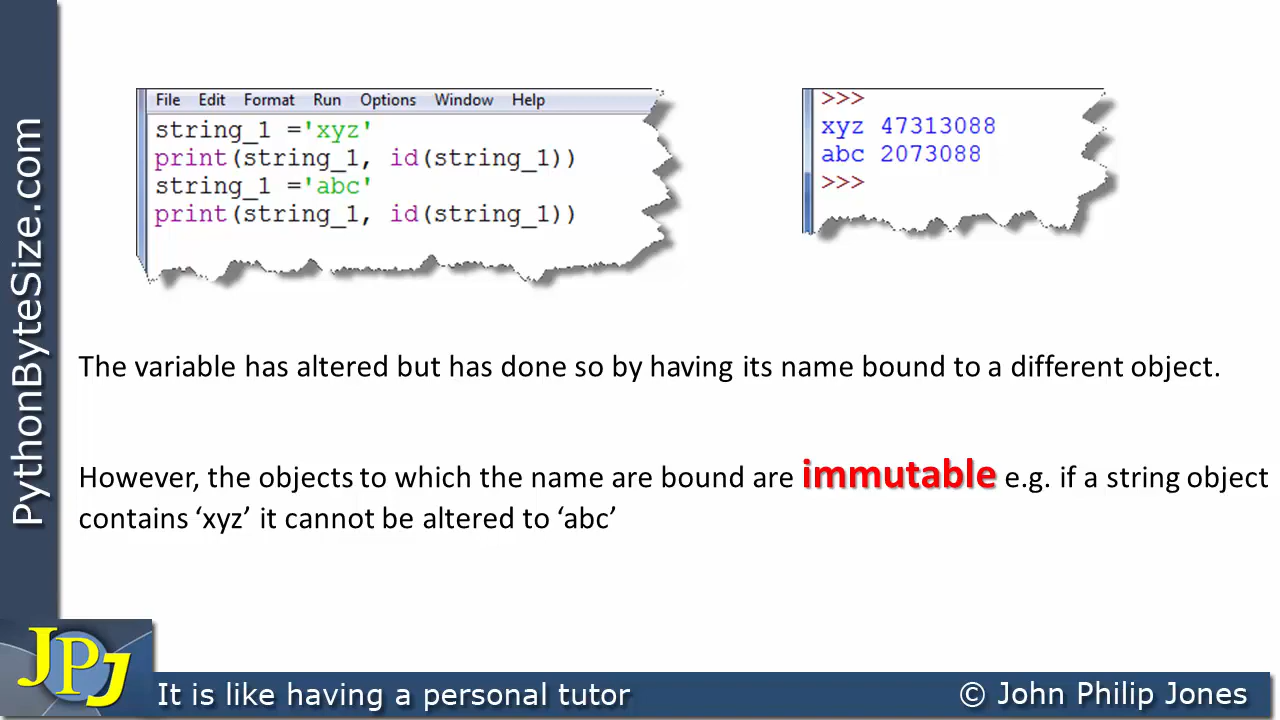 File Edit Format Run Options Window Help
string_1 ='xyz'
print(string_1, id(string_1))
string_1 ='abc'
print(string_1, id(string_1))
>>>
xyz 47313088
abc 2073088
>>>
The variable has altered but has done so by having its name bound to a different object.
However, the objects to which the name are bound are immutable e.g. if a string object
contains ‘xyz’ it cannot be altered to ‘abc’
PythonByteSize.com
JPJ
It is like having a personal tutor
© John Philip Jones